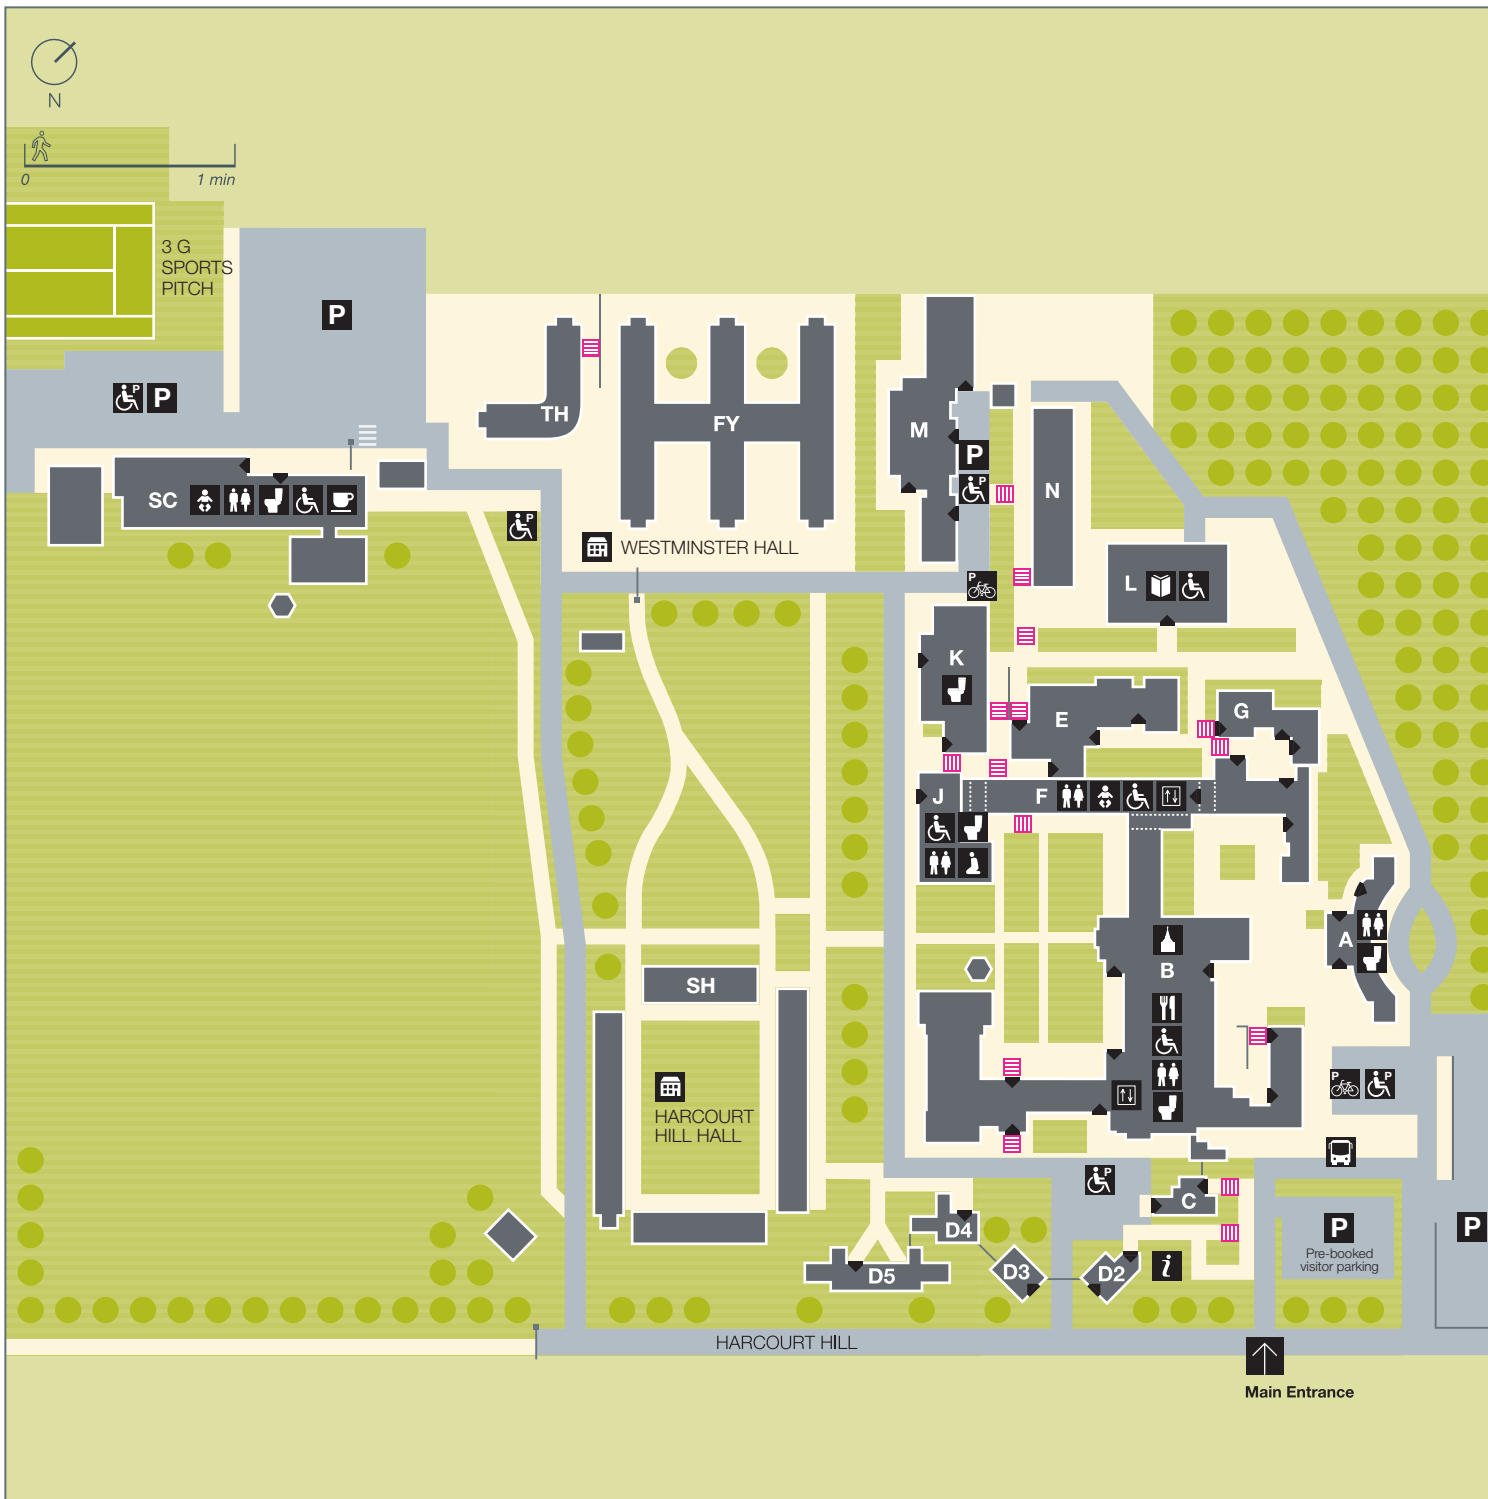 N
0
1 min
3 G
SPORTS
PITCH
P
P
P
TH
FY
M
P
P
N
SC
P
WESTMINSTER HALL
L
P
K
E
G
J
F
A
B
SH
HARCOURT
HILL HALL
P
P
P
C
D4
P
P
Pre-booked
visitor parking
D5
D3
D2
i
HARCOURT HILL
Main Entrance